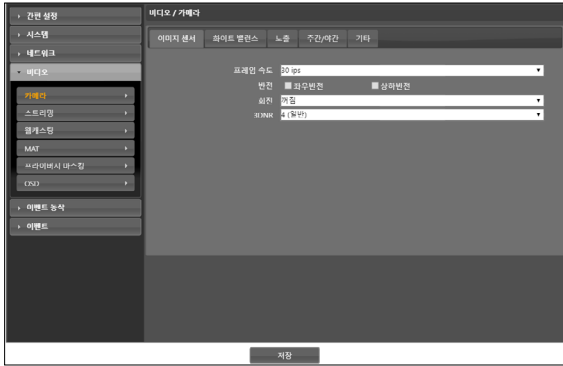 간편 설정
시스템
네트워크
비디오
카메라
스트리밍
웹캐스팅
MAT
프라이버시 마스킹
OSD
이벤트 동작
이벤트
비디오 / 카메라
이미지 센서 화이트 밸런스 노출 주간/야간 기타
프레임 속도 30 ips
반전 좌우반전 상하반전
회전 꺼짐
3DNR 4 (일반)
저장